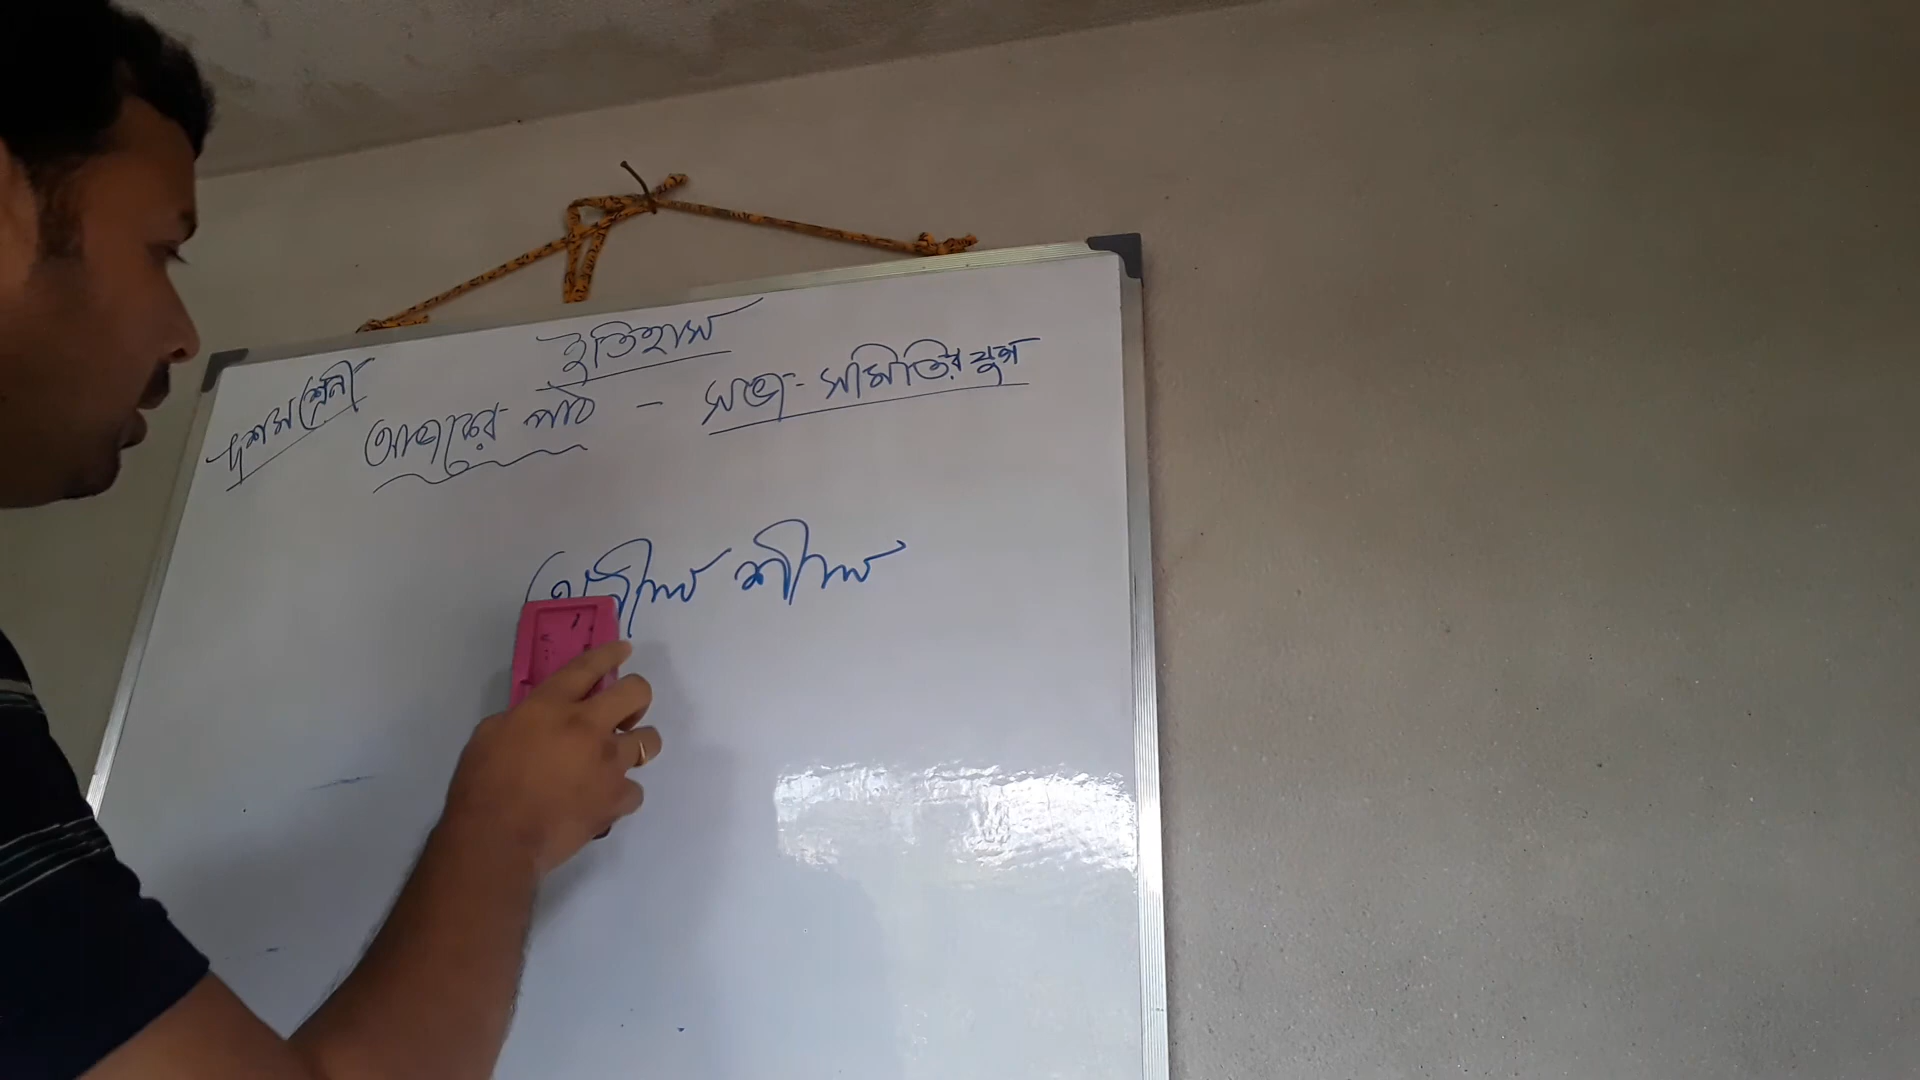 ইতিহাস
দশম শ্রেনী
আজকের পাঠ - সভা-সমিতির যুগ